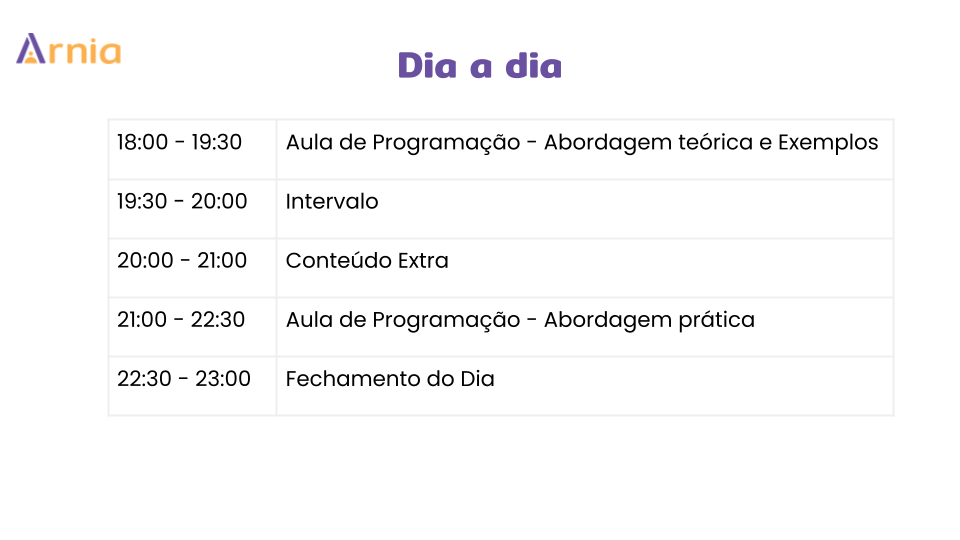 Arnia
Dia a dia
18:00 - 19:30 Aula de Programação - Abordagem teórica e Exemplos
19:30 - 20:00 Intervalo
20:00 - 21:00 Conteúdo Extra
21:00 - 22:30 Aula de Programação - Abordagem prática
22:30 - 23:00 Fechamento do Dia